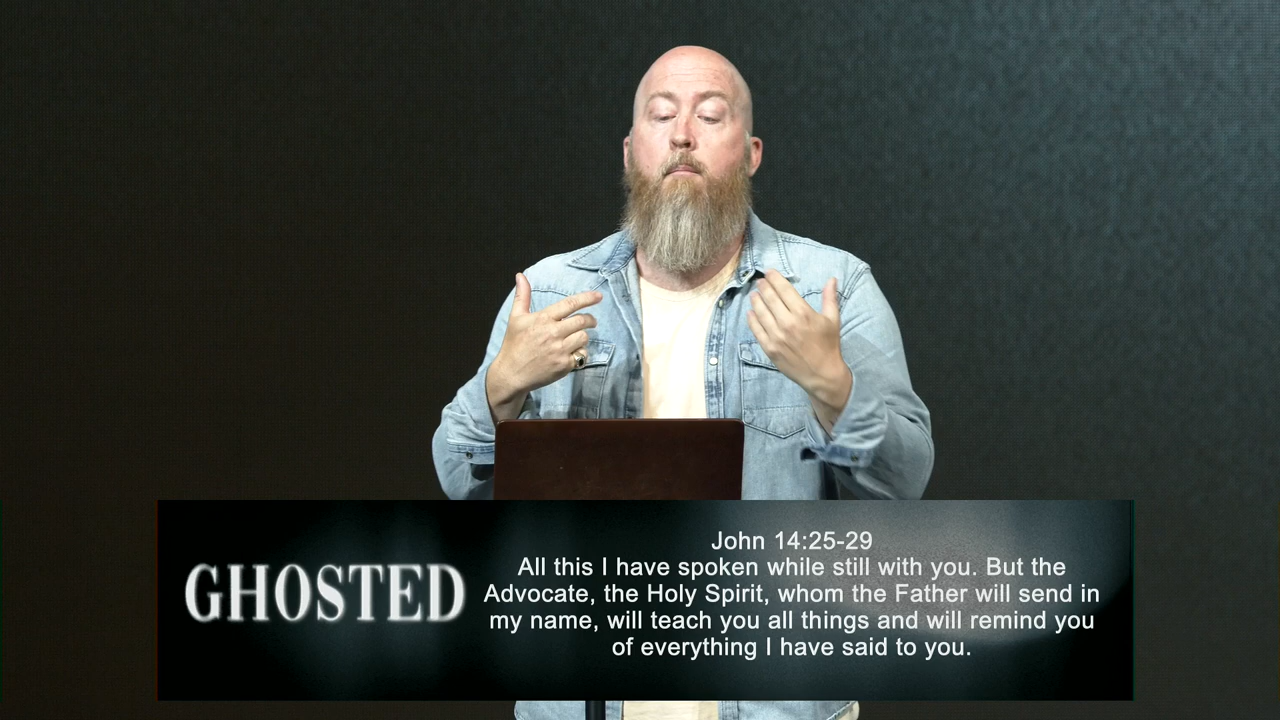 GHOSTED
John 14:25-29
All this I have spoken while still with you. But the
Advocate, the Holy Spirit, whom the Father will send in
my name, will teach you all things and will remind you
of everything I have said to you.